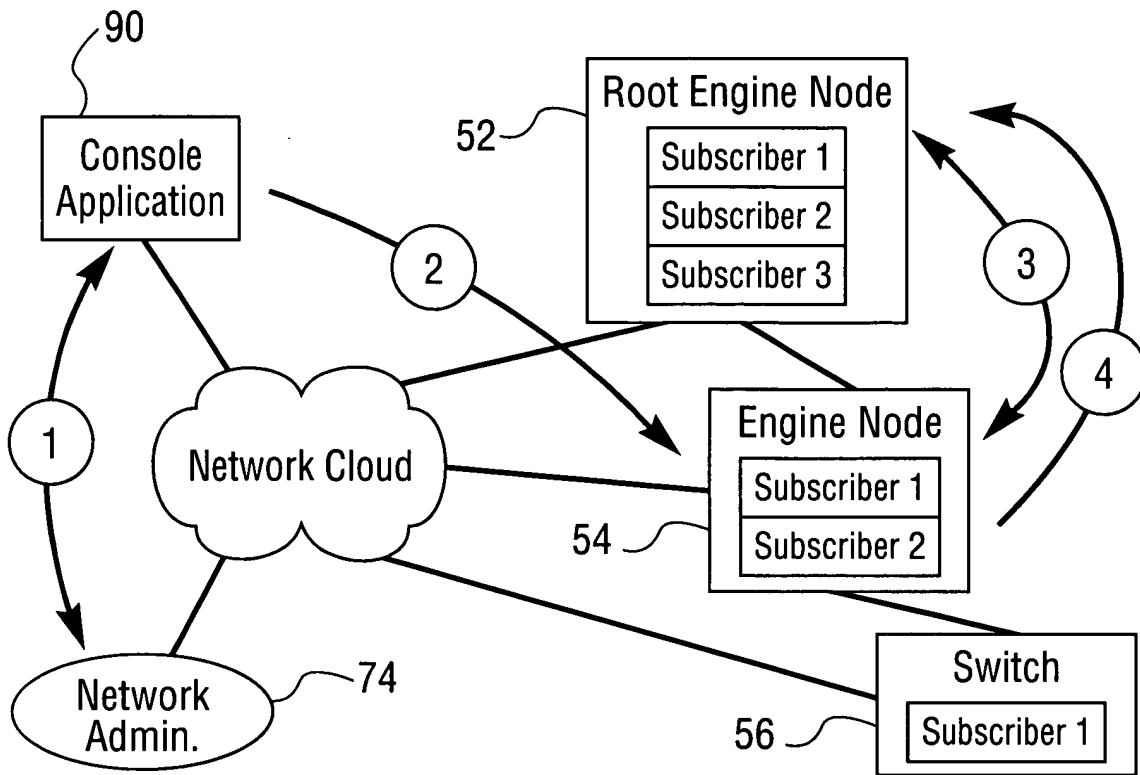 90
Console
Application
52
Root Engine Node
Subscriber 1
Subscriber 2
Subscriber 3
2
3
4
1
Network Cloud
Engine Node
Subscriber 1
Subscriber 2
54
Network
Admin.
74
Switch
Subscriber 1
56